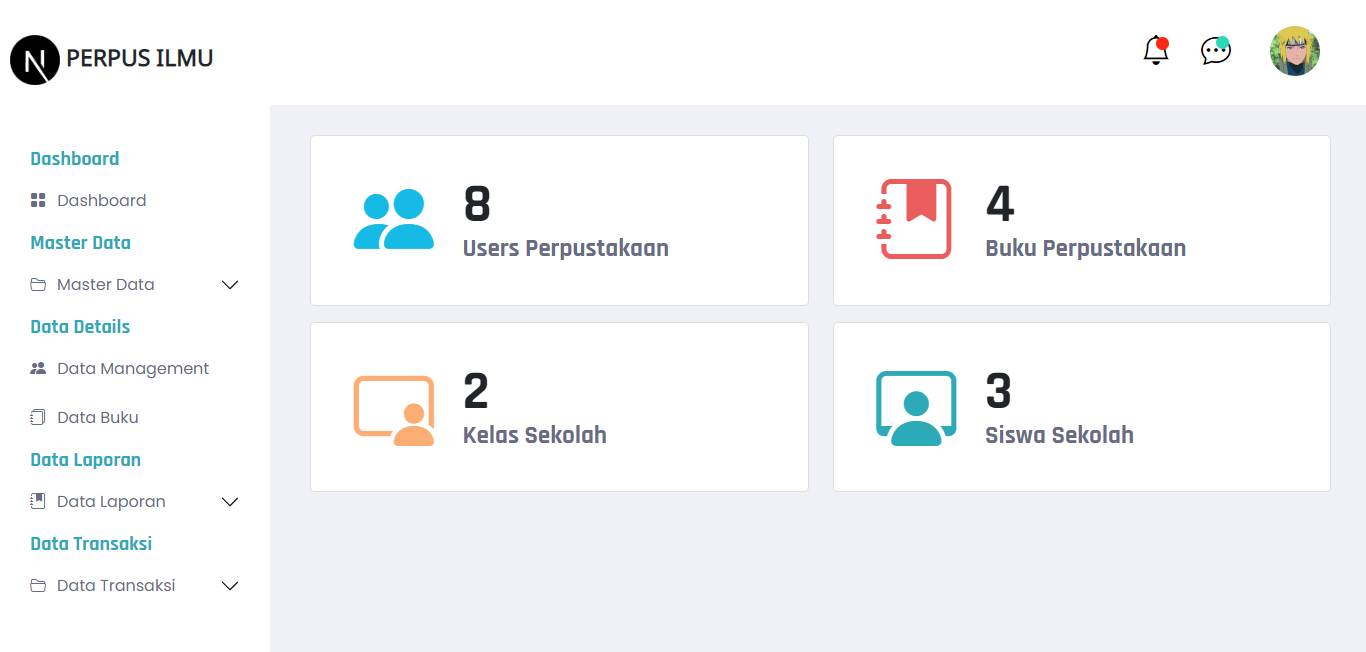 N PERPUS ILMU
Dashboard
Dashboard
Master Data
Master Data
Data Details
Data Management
Data Buku
Data Laporan
Data Laporan
Data Transaksi
Data Transaksi
8
Users Perpustakaan
4
Buku Perpustakaan
2
Kelas Sekolah
3
Siswa Sekolah